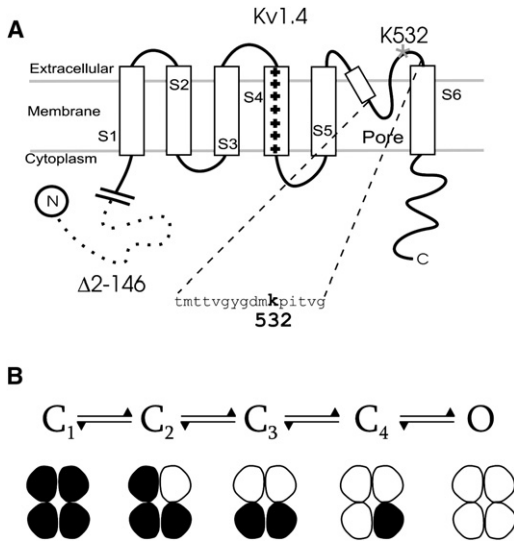 A
Kv1.4
K532
Extracellular
Membrane
Cytoplasm
S1
S2
S3
S4
S5
Pore
S6
N
C
Δ2-146
tmttvgygdmkpitvg
532
B
C1 C2 C3 C4 O